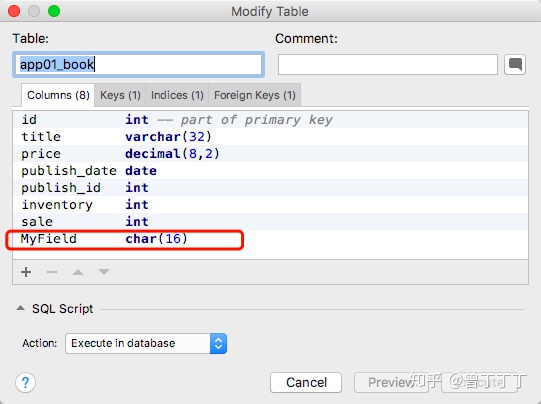 Modify Table
Table:
Comment:
app01_book
Columns (8) Keys (1) Indices (1) Foreign Keys (1)
id int -- part of primary key
title varchar(32)
price decimal(8,2)
publish_date date
publish_id int
inventory int
sale int
MyField char(16)
SQL Script
Action: Execute in database
? Cancel Preview
知乎 @曾丁丁丁